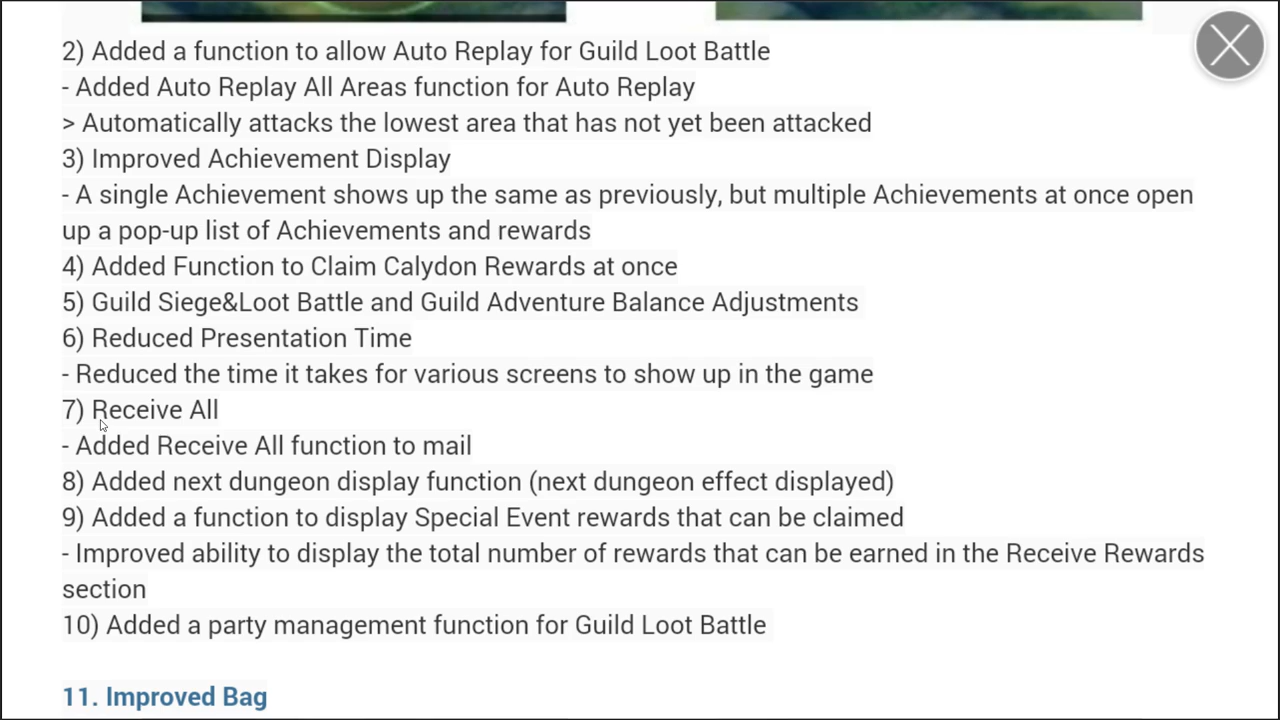 2) Added a function to allow Auto Replay for Guild Loot Battle
- Added Auto Replay All Areas function for Auto Replay
> Automatically attacks the lowest area that has not yet been attacked
3) Improved Achievement Display
- A single Achievement shows up the same as previously, but multiple Achievements at once open
up a pop-up list of Achievements and rewards
4) Added Function to Claim Calydon Rewards at once
5) Guild Siege&Loot Battle and Guild Adventure Balance Adjustments
6) Reduced Presentation Time
- Reduced the time it takes for various screens to show up in the game
7) Receive All
- Added Receive All function to mail
8) Added next dungeon display function (next dungeon effect displayed)
9) Added a function to display Special Event rewards that can be claimed
- Improved ability to display the total number of rewards that can be earned in the Receive Rewards
section
10) Added a party management function for Guild Loot Battle
11. Improved Bag